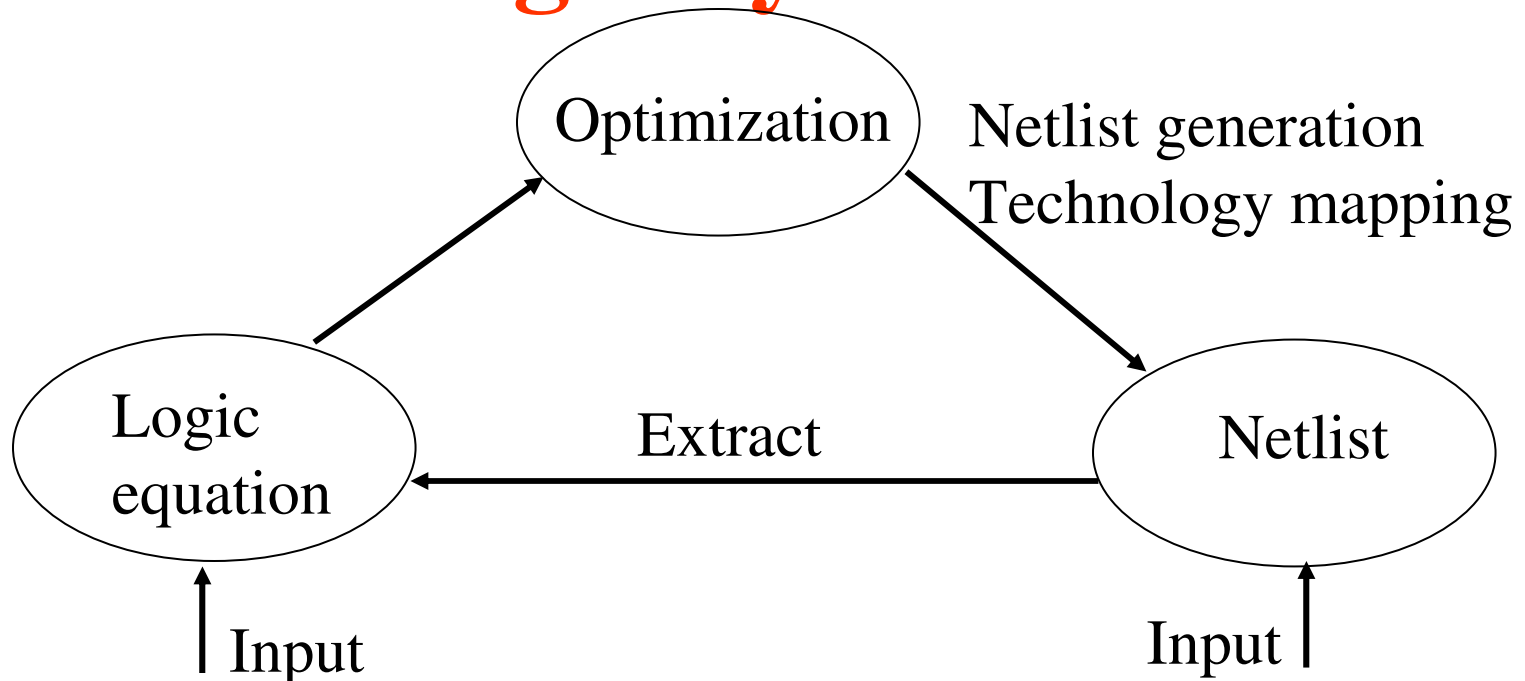 Optimization
Netlist generation
Technology mapping
Logic
equation
Extract
Netlist
Input
Input